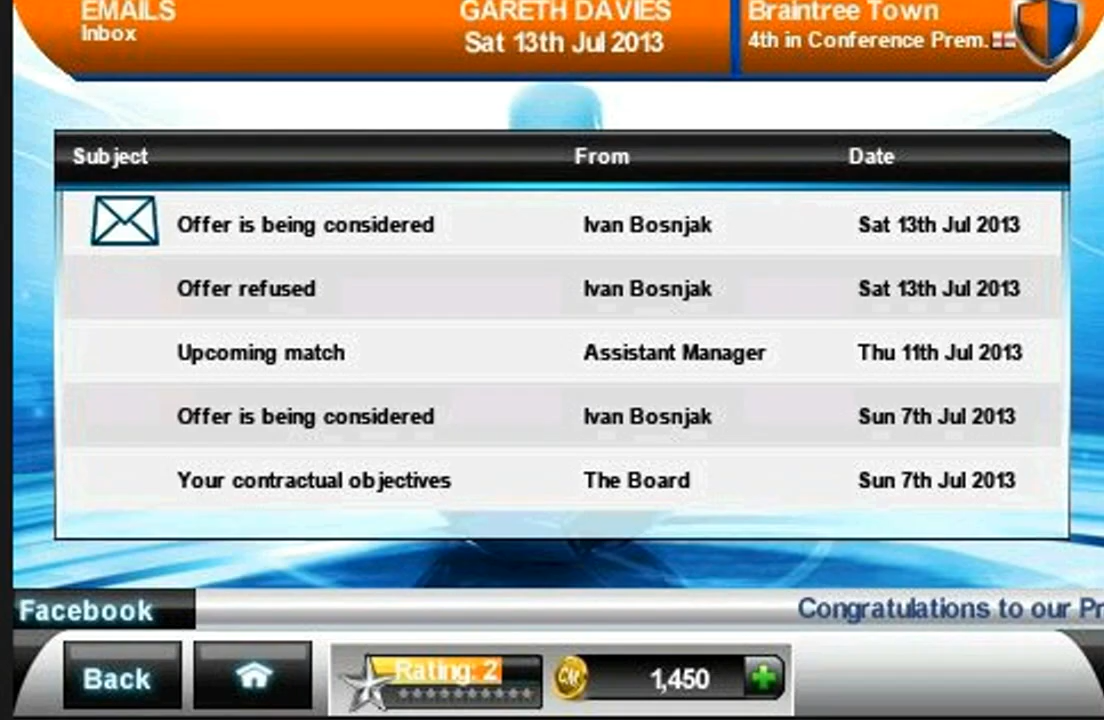 EMAILS
Inbox
GARETH DAVIES
Sat 13th Jul 2013
Braintree Town
4th in Conference Prem.
Subject From Date
Offer is being considered Ivan Bosnjak Sat 13th Jul 2013
Offer refused Ivan Bosnjak Sat 13th Jul 2013
Upcoming match Assistant Manager Thu 11th Jul 2013
Offer is being considered Ivan Bosnjak Sun 7th Jul 2013
Your contractual objectives The Board Sun 7th Jul 2013
Facebook Congratulations to our Pr
Back Rating: 2 CM 1,450